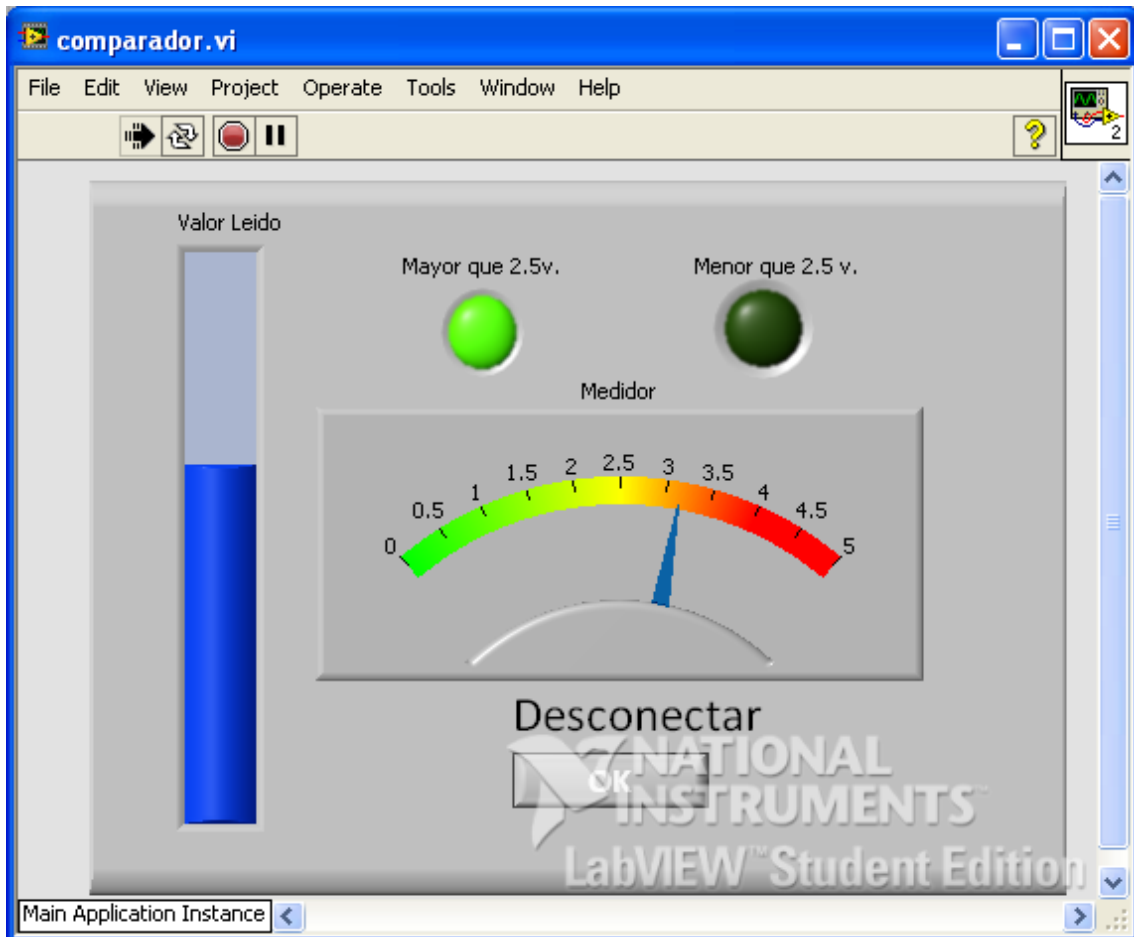 comparador.vi
File Edit View Project Operate Tools Window Help
2
Valor Leido
Mayor que 2.5v.
Menor que 2.5 v.
Medidor
0 0.5 1 1.5 2 2.5 3 3.5 4 4.5 5
Desconectar
OK
NATIONAL
INSTRUMENTS™
LabVIEW™ Student Edition
Main Application Instance